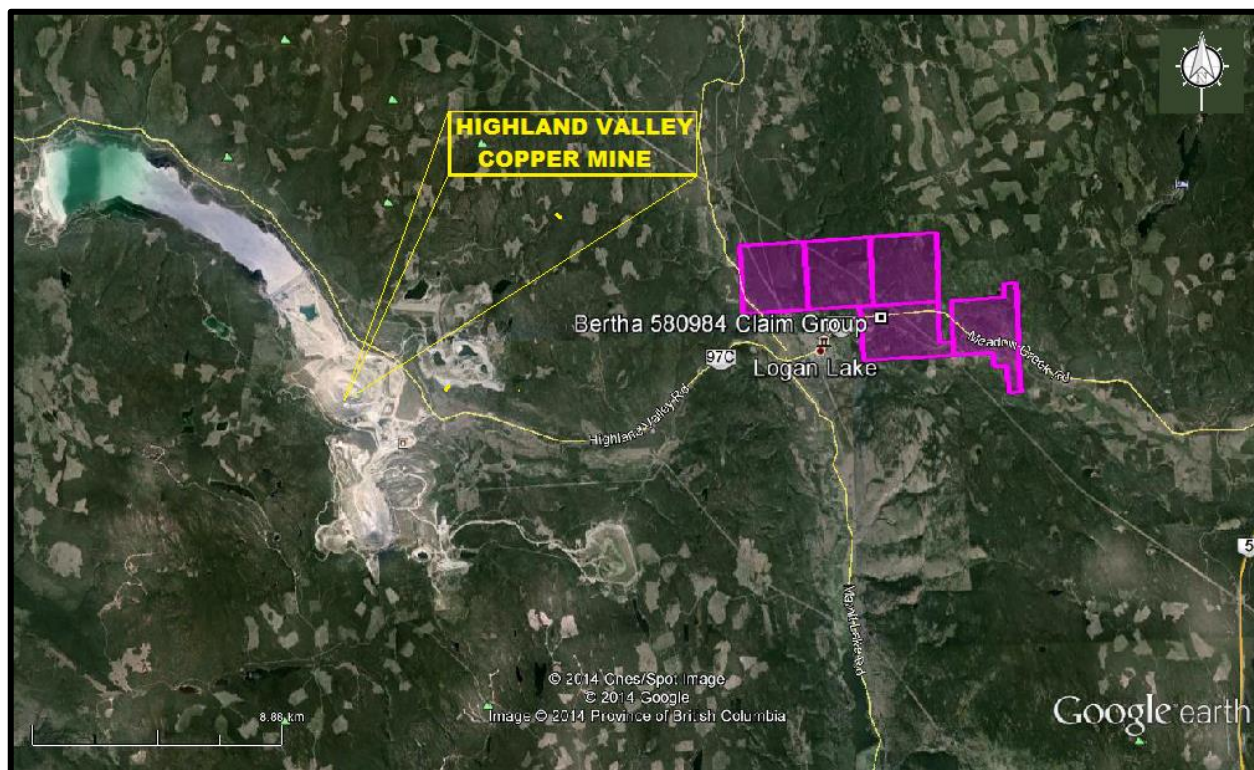 HIGHLAND VALLEY
COPPER MINE
Bertha 580984 Claim Group
97C
Logan Lake
Meadow Creek Rd
Highland Valley Rd
5
© 2014 Cnes/Spot Image
© 2014 Google
Image © 2014 Province of British Columbia
8.88 km
Google earth